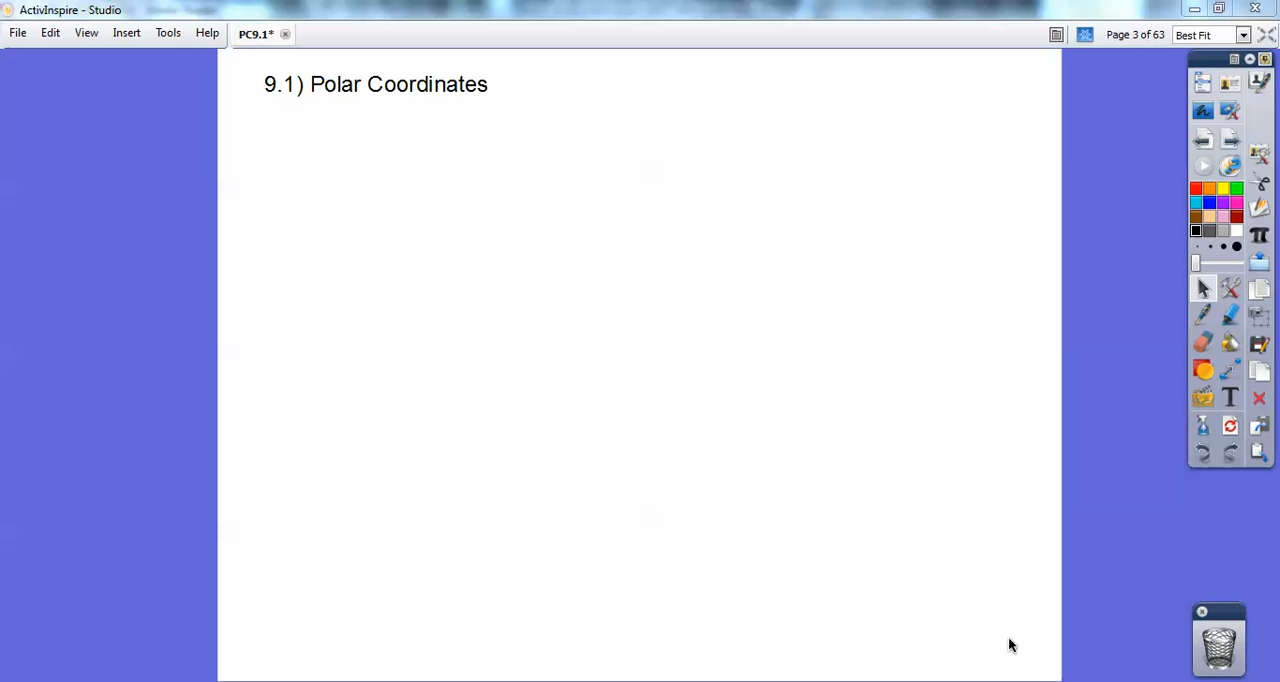 ActivInspire - Studio
File Edit View Insert Tools Help PC9.1* Page 3 of 63 Best Fit
9.1) Polar Coordinates